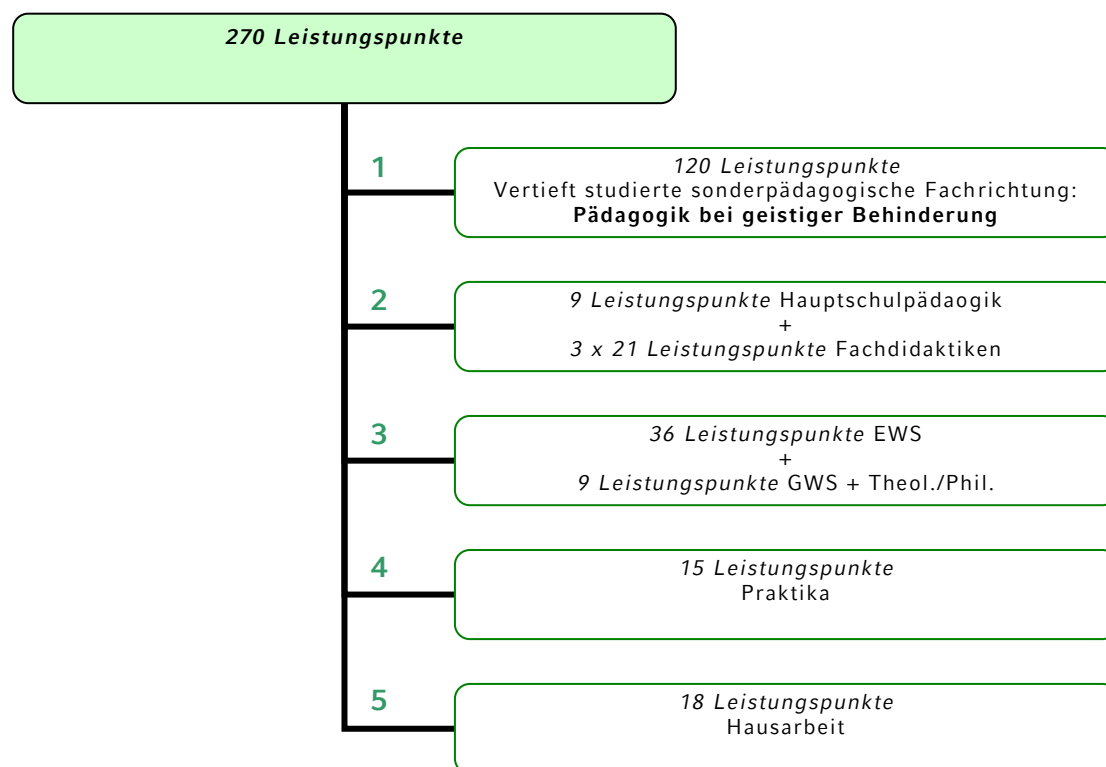 270 Leistungspunkte
1
120 Leistungspunkte
Vertieft studierte sonderpädagogische Fachrichtung:
Pädagogik bei geistiger Behinderung
2
9 Leistungspunkte Hauptschulpädaogik
+
3 x 21 Leistungspunkte Fachdidaktiken
3
36 Leistungspunkte EWS
+
9 Leistungspunkte GWS + Theol./Phil.
4
15 Leistungspunkte
Praktika
5
18 Leistungspunkte
Hausarbeit